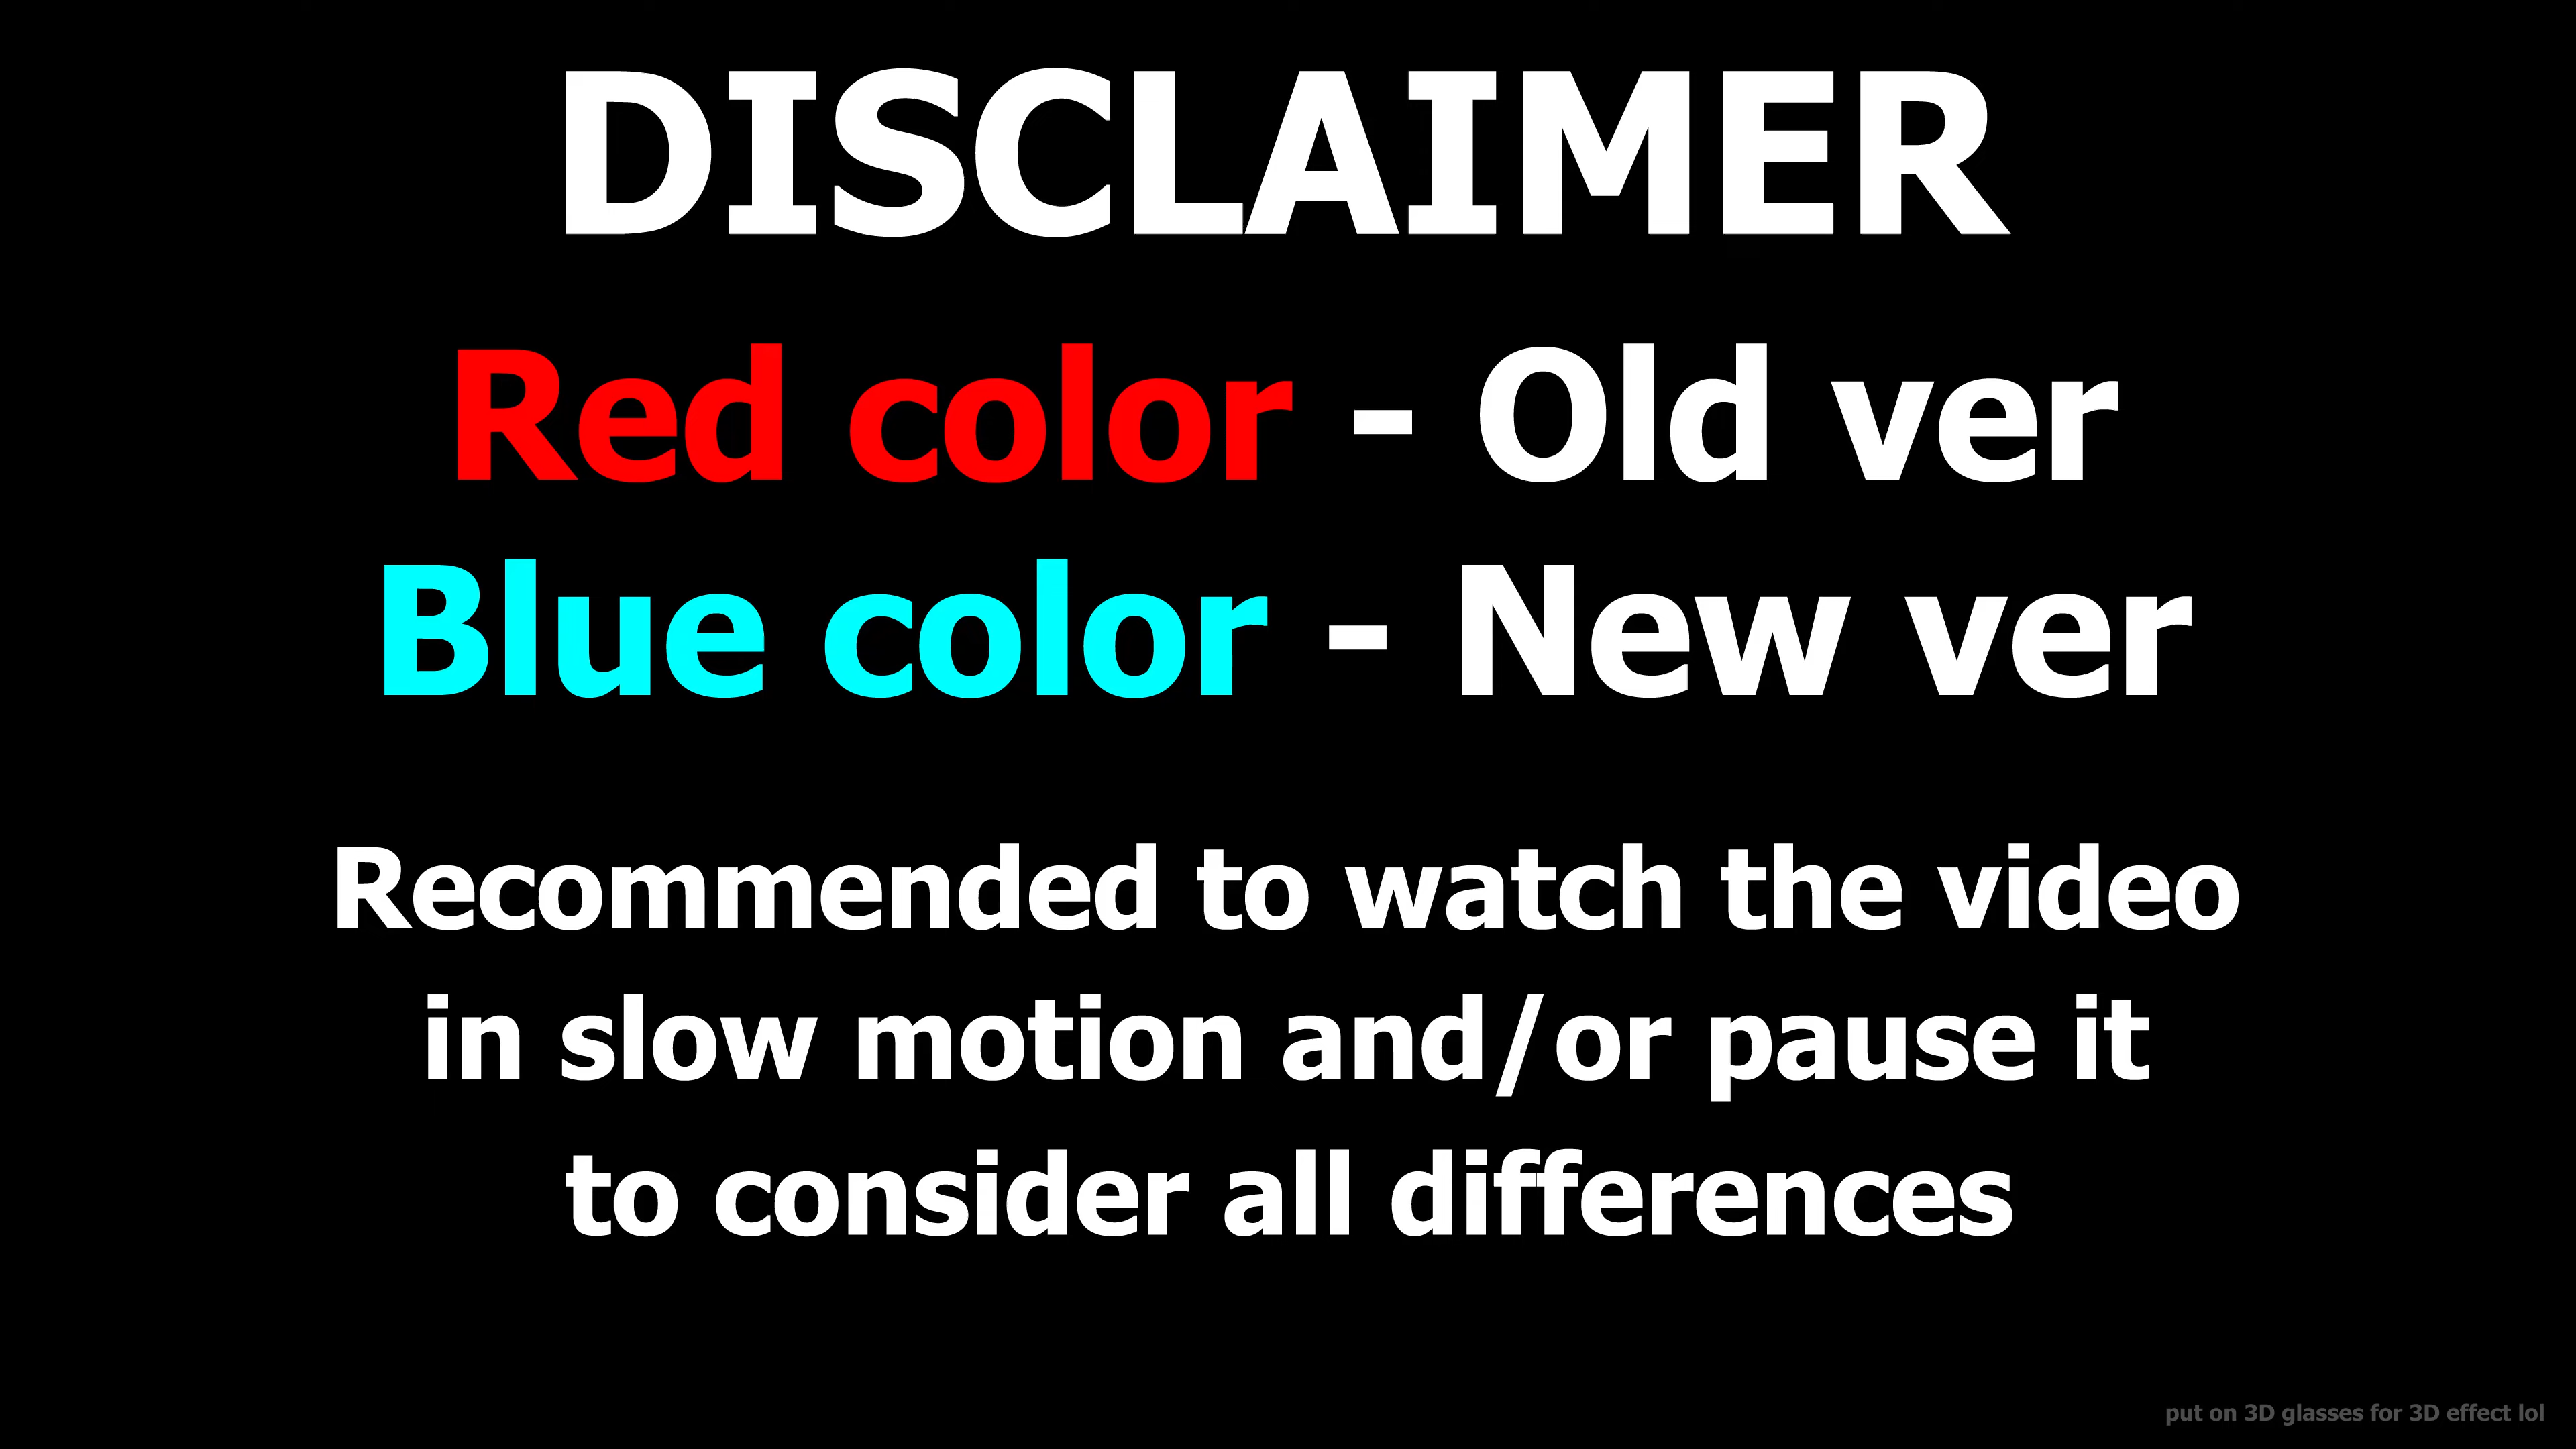 DISCLAIMER
Red color - Old ver
Blue color - New ver
Recommended to watch the video
in slow motion and/or pause it
to consider all differences
put on 3D glasses for 3D effect lol